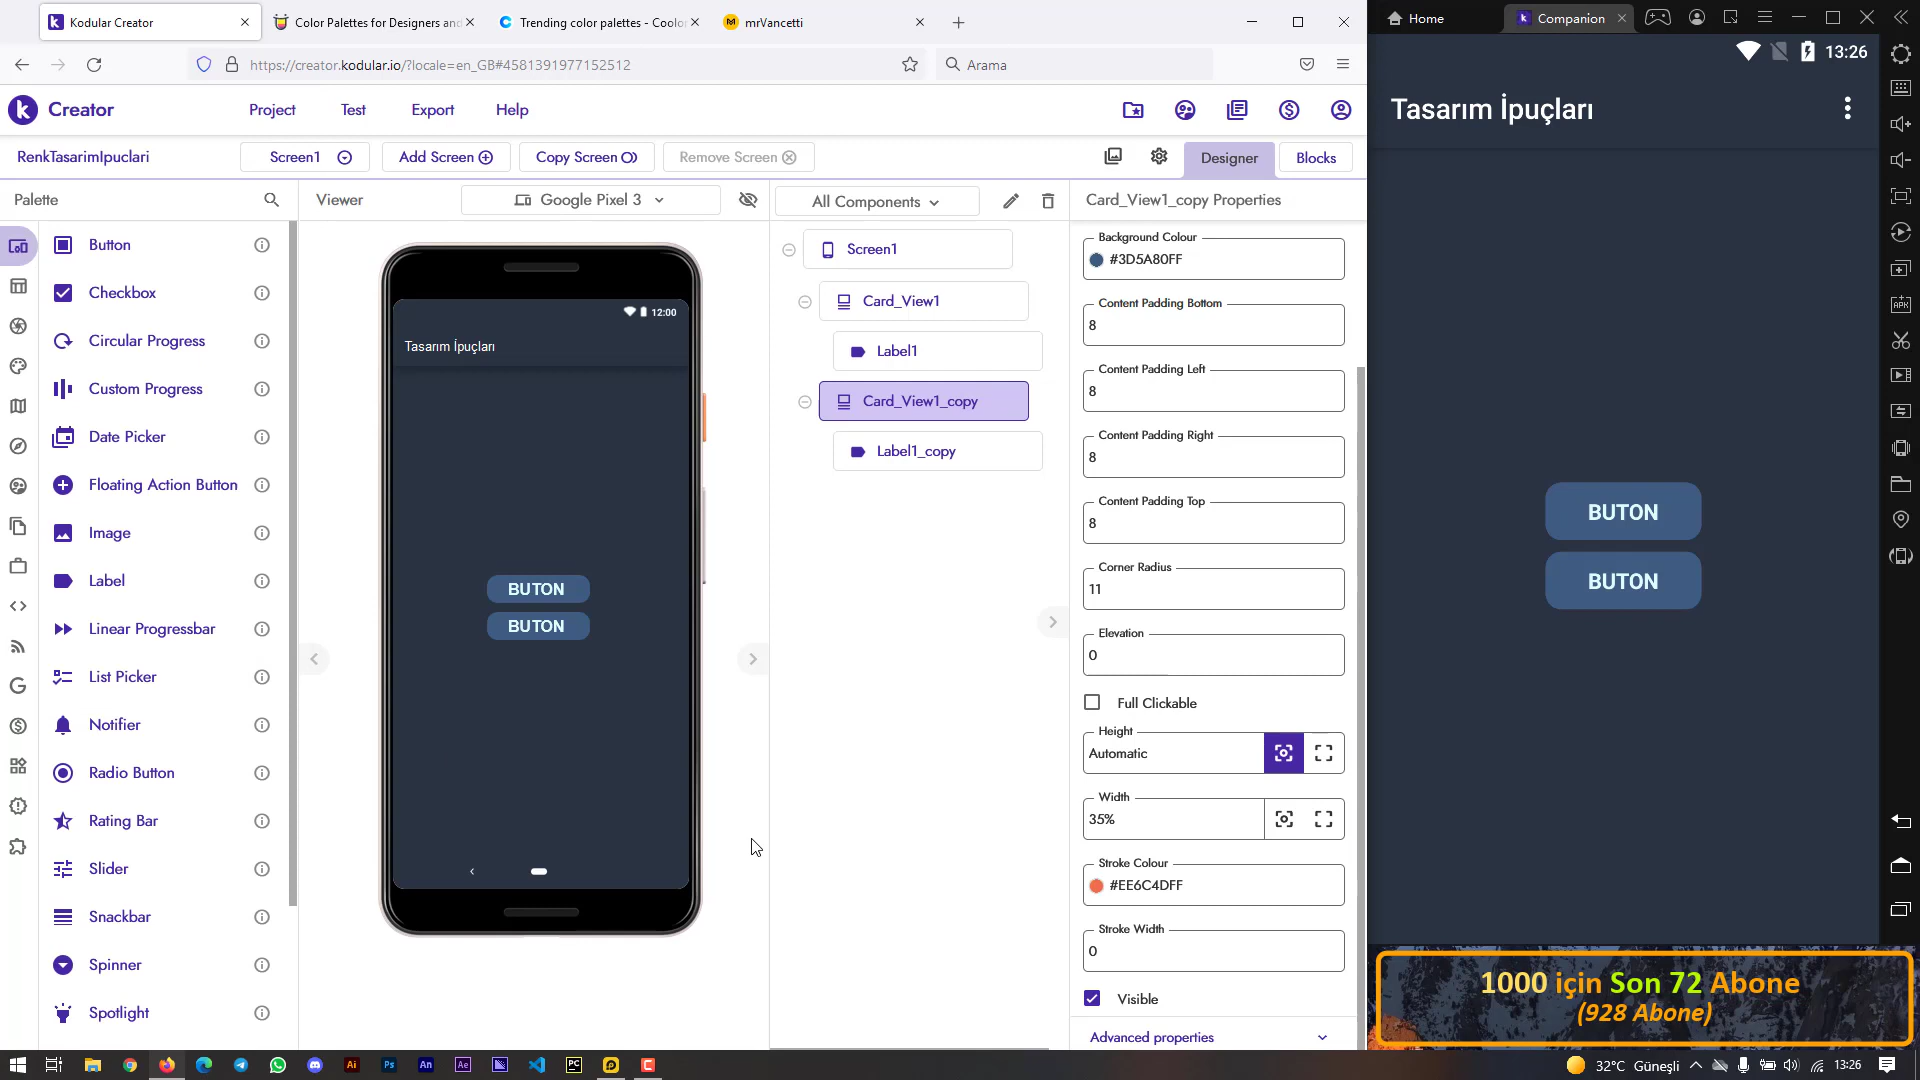 Kodular Creator
Color Palettes for Designers and
Trending color palettes - Coolor
mrVancetti
https://creator.kodular.io/?locale=en_GB#4581391977152512
Arama
Creator
Project
Test
Export
Help
RenkTasarimIpuclari
Screen1
Add Screen
Copy Screen
Remove Screen
Designer
Blocks
Palette
Button
Checkbox
Circular Progress
Custom Progress
Date Picker
Floating Action Button
Image
Label
Linear Progressbar
List Picker
Notifier
Radio Button
Rating Bar
Slider
Snackbar
Spinner
Spotlight
Viewer
Google Pixel 3
12:00
Tasarım İpuçları
BUTON
BUTON
All Components
Screen1
Card_View1
Label1
Card_View1_copy
Label1_copy
Card_View1_copy Properties
Background Colour
#3D5A80FF
Content Padding Bottom
8
Content Padding Left
8
Content Padding Right
8
Content Padding Top
8
Corner Radius
11
Elevation
0
Full Clickable
Height
Automatic
Width
35%
Stroke Colour
#EE6C4DFF
Stroke Width
0
Visible
Advanced properties
Home
Companion
13:26
Tasarım İpuçları
BUTON
BUTON
APK
1000 için Son 72 Abone
(928 Abone)
Ai
Ps
An
Ae
PC
32°C Güneşli
13:26